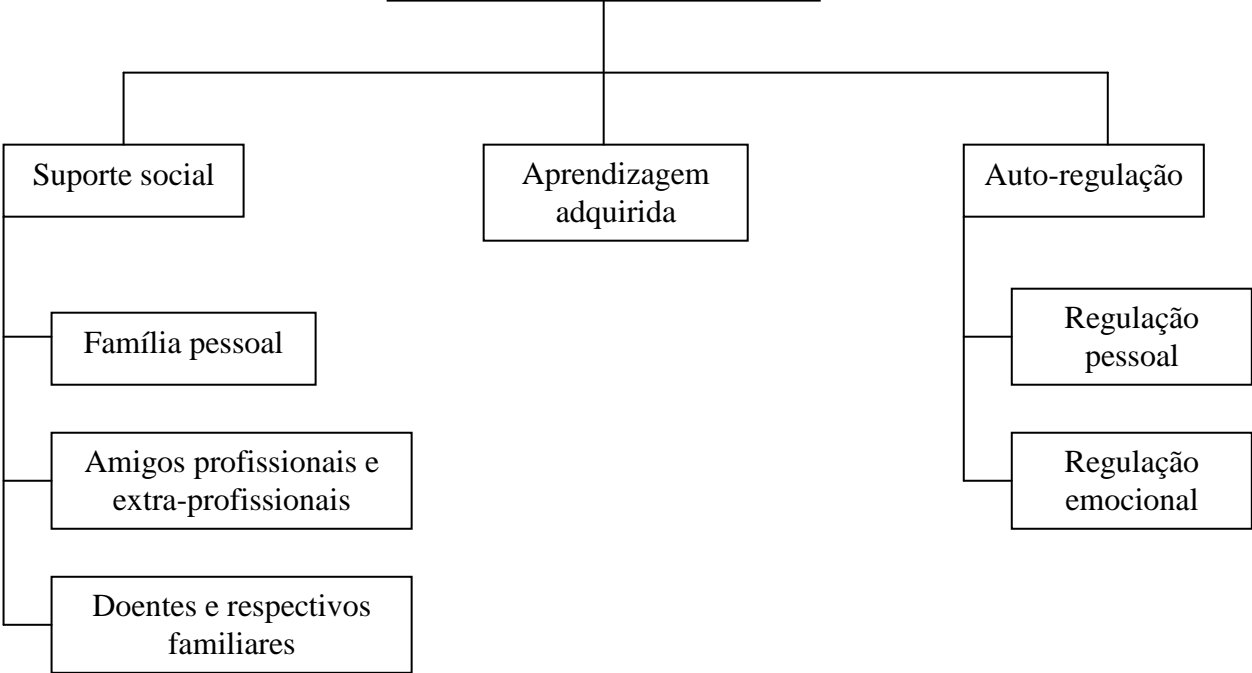 Suporte social
Aprendizagem
adquirida
Auto-regulação
Família pessoal
Amigos profissionais e
extra-profissionais
Doentes e respectivos
familiares
Regulação
pessoal
Regulação
emocional